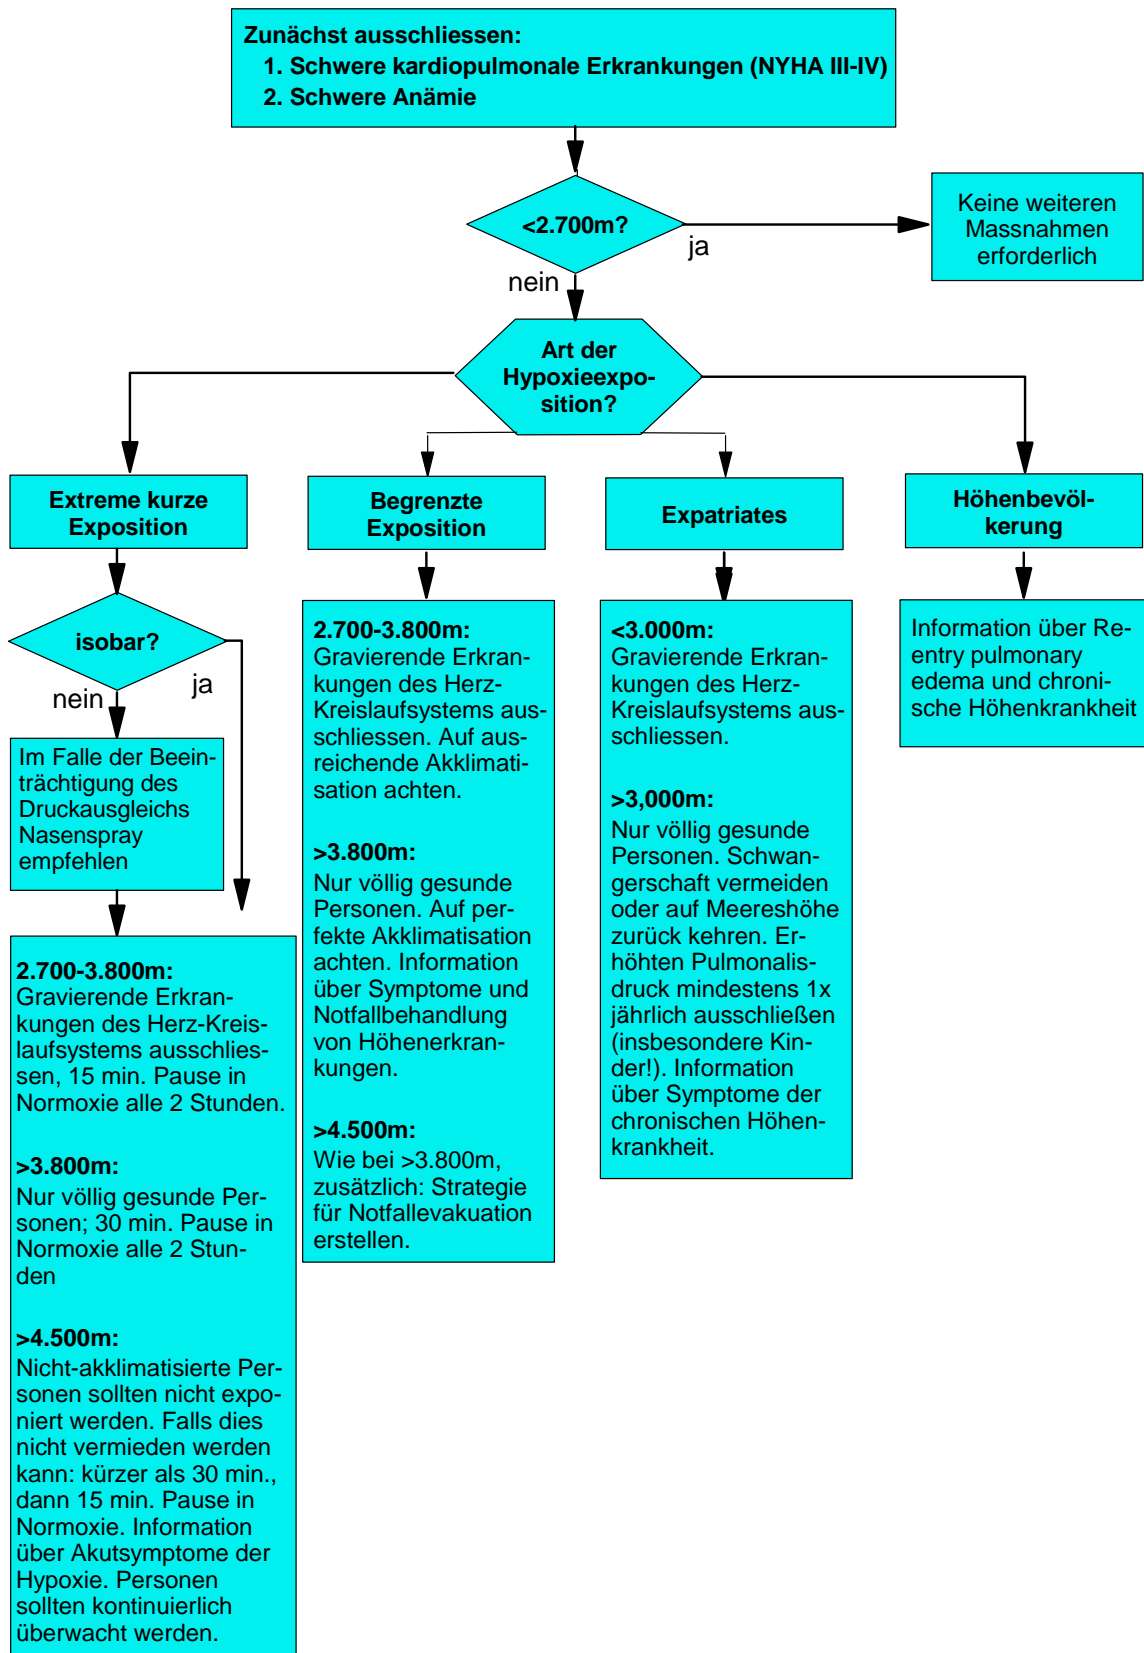 Zunächst ausschliessen:
1. Schwere kardiopulmonale Erkrankungen (NYHA III-IV)
2. Schwere Anämie
<2.700m?
ja
nein
Keine weiteren
Massnahmen
erforderlich
Art der
Hypoxieexpo-
sition?
Extreme kurze
Exposition
Begrenzte
Exposition
Expatriates
Höhenbevöl-
kerung
isobar?
nein
ja
Im Falle der Beein-
trächtigung des
Druckausgleichs
Nasenspray
empfehlen
2.700-3.800m:
Gravierende Erkran-
kungen des Herz-Kreis-
laufsystems ausschlies-
sen, 15 min. Pause in
Normoxie alle 2 Stunden.
>3.800m:
Nur völlig gesunde Per-
sonen; 30 min. Pause in
Normoxie alle 2 Stun-
den
>4.500m:
Nicht-akklimatisierte Per-
sonen sollten nicht expo-
niert werden. Falls dies
nicht vermieden werden
kann: kürzer als 30 min.,
dann 15 min. Pause in
Normoxie. Information
über Akutsymptome der
Hypoxie. Personen
sollten kontinuierlich
überwacht werden.
2.700-3.800m:
Gravierende Erkran-
kungen des Herz-
Kreislaufsystems aus-
schliessen. Auf aus-
reichende Akklimati-
sation achten.
>3.800m:
Nur völlig gesunde
Personen. Auf per-
fekte Akklimatisation
achten. Information
über Symptome und
Notfallbehandlung
von Höhenerkran-
kungen.
>4.500m:
Wie bei >3.800m,
zusätzlich: Strategie
für Notfallevakuation
erstellen.
<3.000m:
Gravierende Erkran-
kungen des Herz-
Kreislaufsystems aus-
schliessen.
>3,000m:
Nur völlig gesunde
Personen. Schwan-
gerschaft vermeiden
oder auf Meereshöhe
zurück kehren. Er-
höhten Pulmonalis-
druck mindestens 1x
jährlich ausschließen
(insbesondere Kin-
der!). Information
über Symptome der
chronischen Höhen-
krankheit.
Information über Re-
entry pulmonary
edema und chroni-
sche Höhenkrankheit